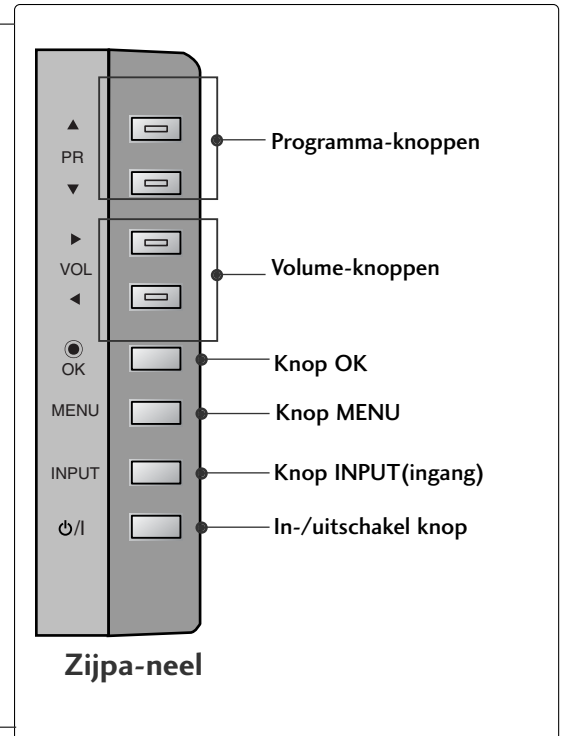 ▲
PR
▼
Programma-knoppen
►
VOL
◄
Volume-knoppen
OK
Knop OK
MENU
Knop MENU
INPUT
Knop INPUT(ingang)
⏻/I
In-/uitschakel knop
Zijpa-neel